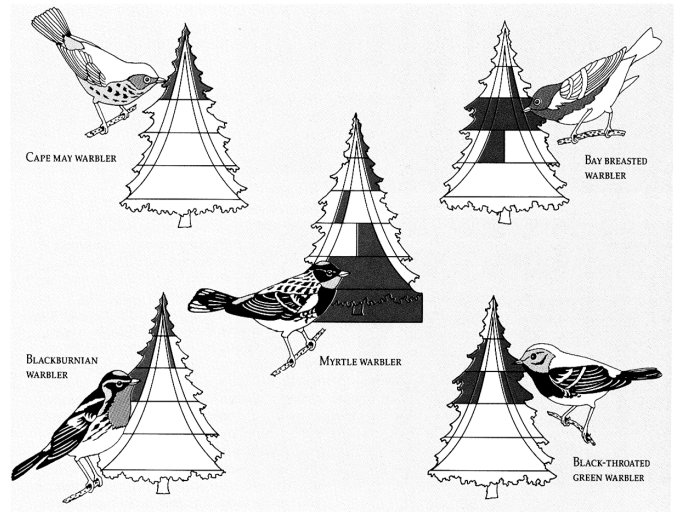 CAPE MAY WARBLER
BAY BREASTED
WARBLER
MYRTLE WARBLER
BLACKBURNIAN
WARBLER
BLACK-THROATED
GREEN WARBLER